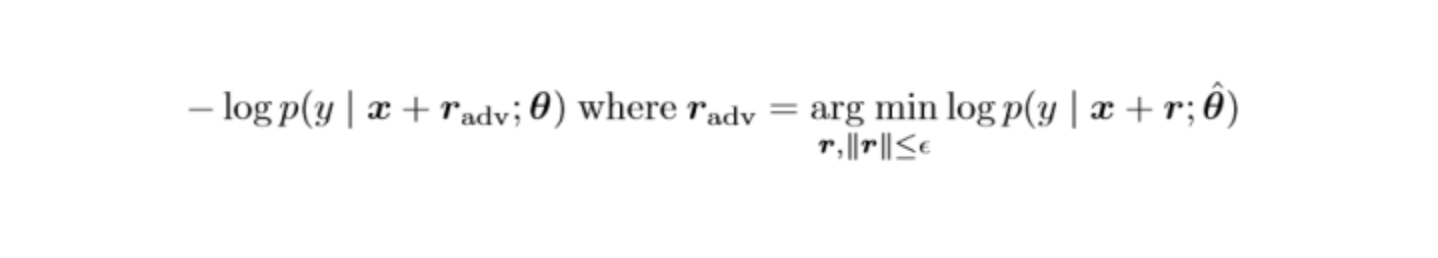 − log p(y | x + r_adv; θ) where r_adv = arg min log p(y | x + r; θ̂)
r,‖r‖≤ϵ